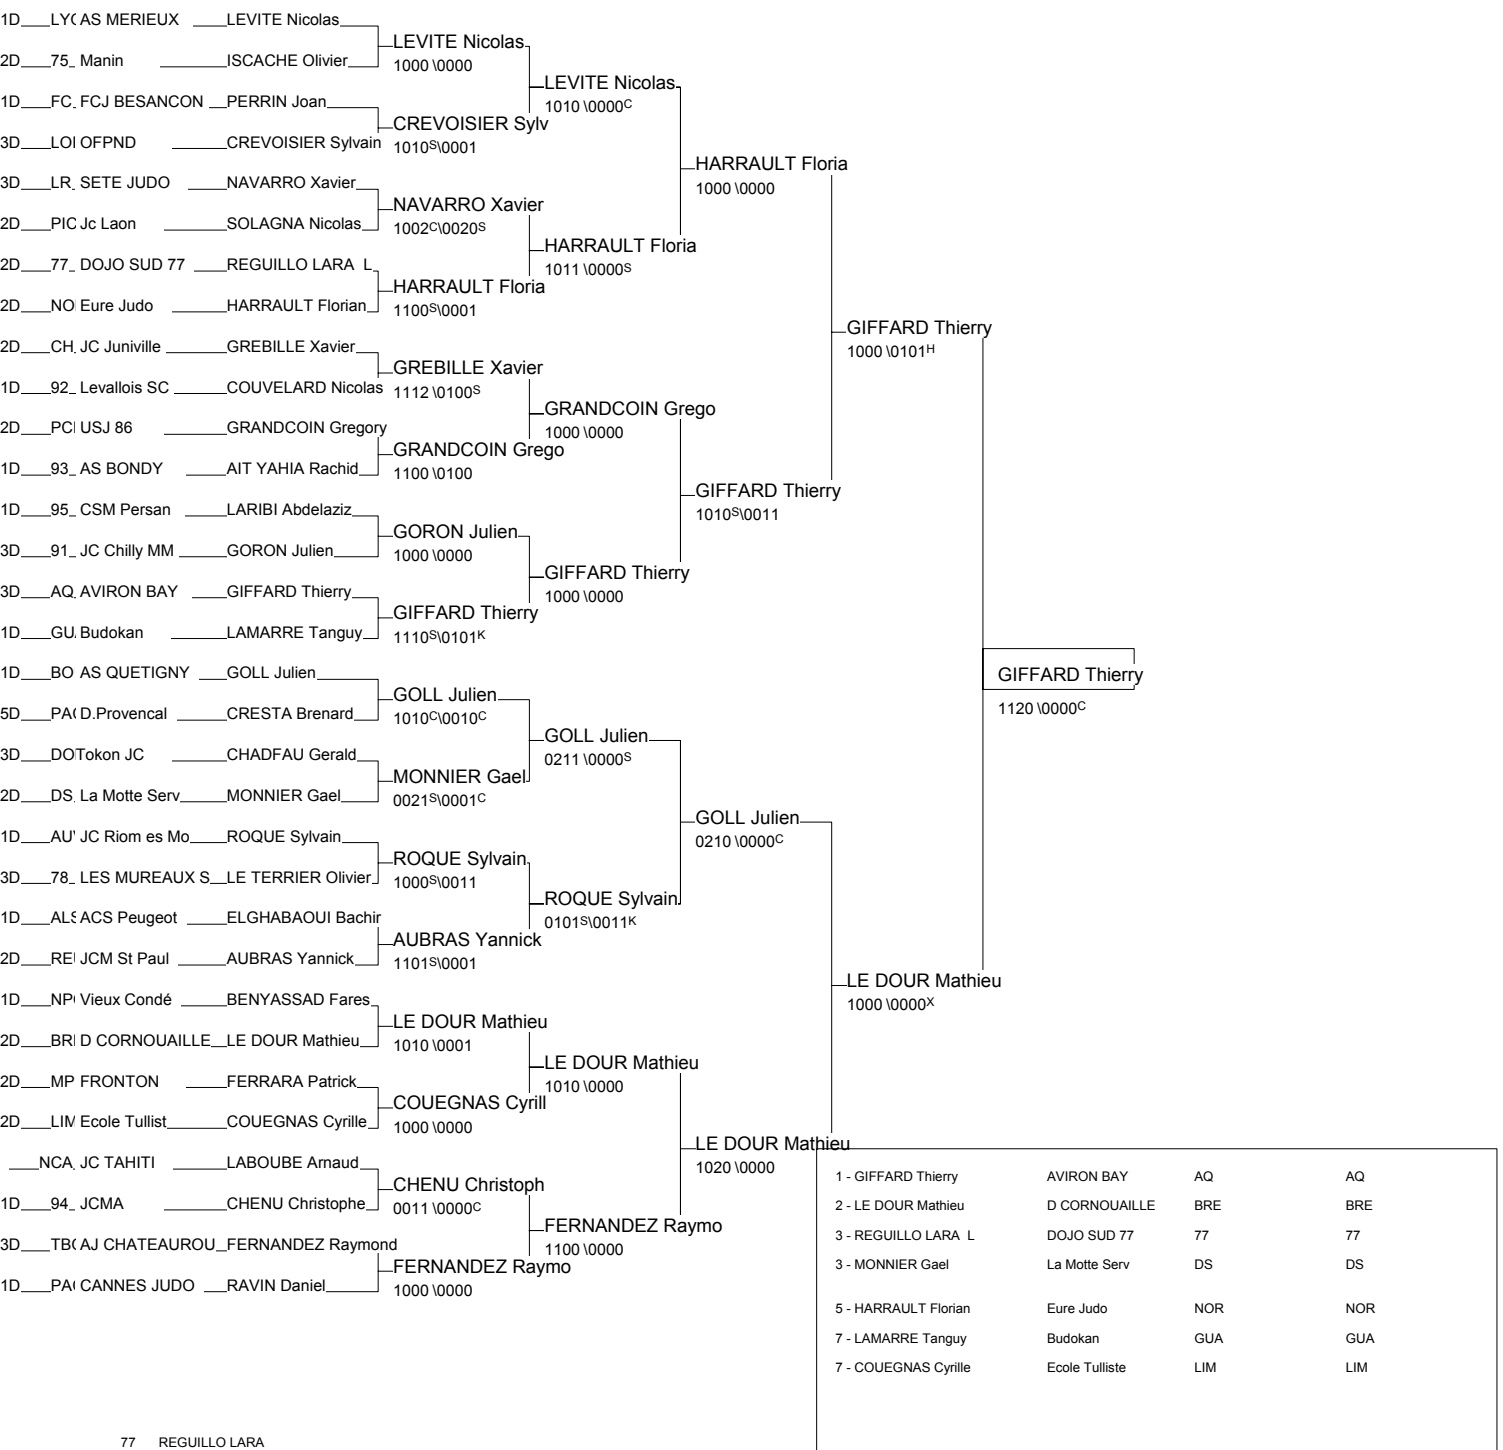 1D LYO AS MERIEUX LEVITE Nicolas
LEVITE Nicolas
2D 75 Manin ISCACHE Olivier
1000 \0000
LEVITE Nicolas
1D FC FCJ BESANCON PERRIN Joan
1010 \0000C
CREVOISIER Sylv
3D LOI OFPND CREVOISIER Sylvain
1010S\0001
HARRAULT Floria
3D LR SETE JUDO NAVARRO Xavier
1000 \0000
NAVARRO Xavier
2D PIC Jc Laon SOLAGNA Nicolas
1002C\0020S
HARRAULT Floria
2D 77 DOJO SUD 77 REGUILLO LARA L
1011 \0000S
HARRAULT Floria
2D NO Eure Judo HARRAULT Florian
1100S\0001
GIFFARD Thierry
2D CH JC Juniville GREBILLE Xavier
1000 \0101H
GREBILLE Xavier
1D 92 Levallois SC COUVELARD Nicolas
1112 \0100S
GRANDCOIN Grego
2D PC USJ 86 GRANDCOIN Gregory
1000 \0000
GRANDCOIN Grego
1D 93 AS BONDY AIT YAHIA Rachid
1100 \0100
GIFFARD Thierry
1D 95 CSM Persan LARIBI Abdelaziz
1010S\0011
GORON Julien
3D 91 JC Chilly MM GORON Julien
1000 \0000
GIFFARD Thierry
3D AQ AVIRON BAY GIFFARD Thierry
1000 \0000
GIFFARD Thierry
1D GU Budokan LAMARRE Tanguy
1110S\0101K
1D BO AS QUETIGNY GOLL Julien
GIFFARD Thierry
GOLL Julien
1120 \0000C
5D PA D.Provencal CRESTA Brenard
1010C\0010C
GOLL Julien
3D DO Tokon JC CHADFAU Gerald
0211 \0000S
MONNIER Gael
2D DS La Motte Serv MONNIER Gael
0021S\0001C
GOLL Julien
1D AU JC Riom es Mo ROQUE Sylvain
0210 \0000C
ROQUE Sylvain
3D 78 LES MUREAUX S LE TERRIER Olivier
1000S\0011
ROQUE Sylvain
1D ALS ACS Peugeot ELGHABAOUI Bachir
0101S\0011K
AUBRAS Yannick
2D RE JCM St Paul AUBRAS Yannick
1101S\0001
LE DOUR Mathieu
1D NP Vieux Condé BENYASSAD Fares
1000 \0000X
LE DOUR Mathieu
2D BR D CORNOUAILLE LE DOUR Mathieu
1010 \0001
LE DOUR Mathieu
2D MP FRONTON FERRARA Patrick
1010 \0000
COUEGNAS Cyrill
2D LIM Ecole Tullist COUEGNAS Cyrille
1000 \0000
LE DOUR Mathieu
NCA JC TAHITI LABOUBE Arnaud
1020 \0000
CHENU Christoph
1D 94 JCMA CHENU Christophe
0011 \0000C
FERNANDEZ Raymo
3D TB AJ CHATEAUROU FERNANDEZ Raymond
1100 \0000
FERNANDEZ Raymo
1D PA CANNES JUDO RAVIN Daniel
1000 \0000
1 - GIFFARD Thierry AVIRON BAY AQ AQ
2 - LE DOUR Mathieu D CORNOUAILLE BRE BRE
3 - REGUILLO LARA L DOJO SUD 77 77 77
3 - MONNIER Gael La Motte Serv DS DS
5 - HARRAULT Florian Eure Judo NOR NOR
7 - LAMARRE Tanguy Budokan GUA GUA
7 - COUEGNAS Cyrille Ecole Tulliste LIM LIM
77 REGUILLO LARA